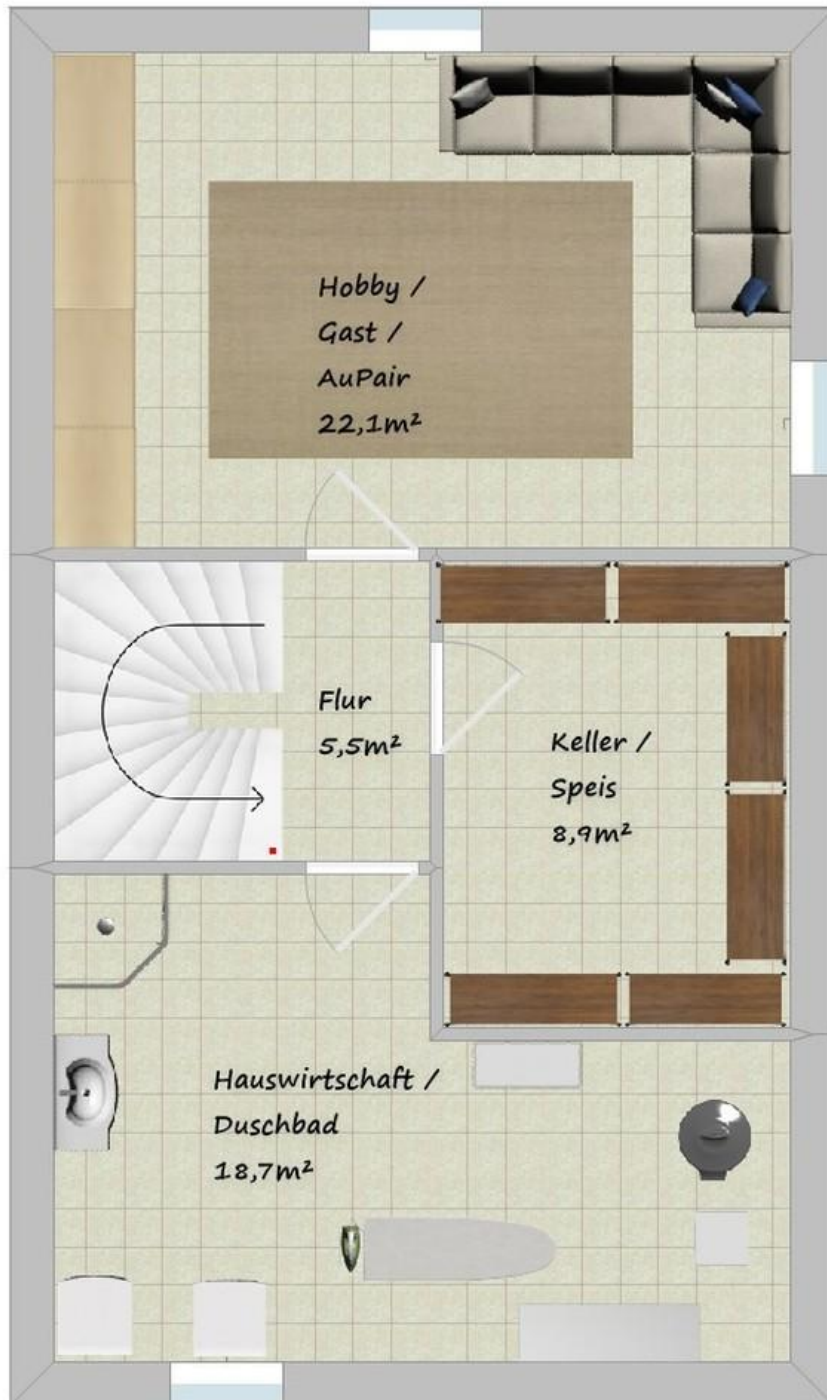 Hobby /
Gast /
AuPair
22,1m²
Flur
5,5m²
Keller /
Speis
8,9m²
Hauswirtschaft /
Duschbad
18,7m²